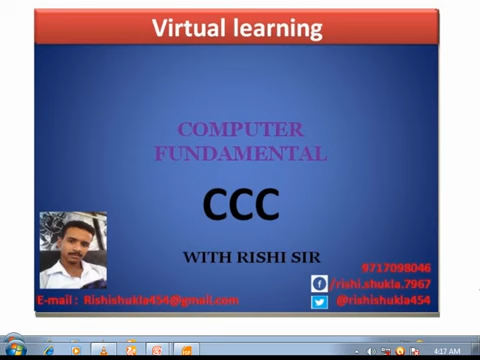 Virtual learning
COMPUTER
FUNDAMENTAL
CCC
WITH RISHI SIR
9717098046
/rishi.shukla.7967
E-mail : Rishishukla454@gmail.com
@rishishukla454
4:17 AM